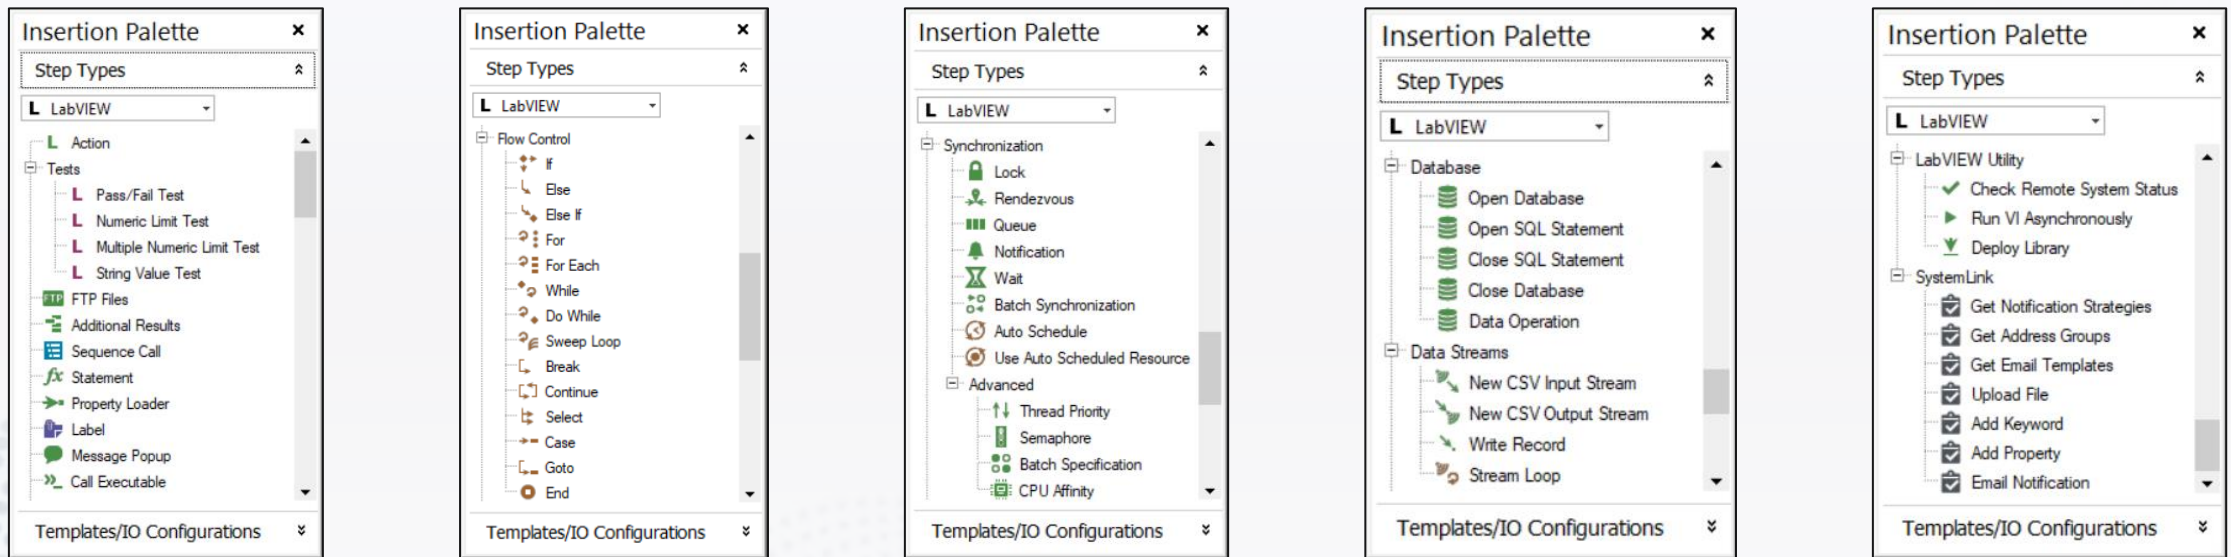 Insertion Palette
Step Types
L LabVIEW
L Action
Tests
L Pass/Fail Test
L Numeric Limit Test
L Multiple Numeric Limit Test
L String Value Test
FTP FTP Files
Additional Results
Sequence Call
fx Statement
Property Loader
Label
Message Popup
Call Executable
Templates/IO Configurations
Insertion Palette
Step Types
L LabVIEW
Flow Control
If
Else
Else If
For
For Each
While
Do While
Sweep Loop
Break
Continue
Select
Case
Goto
End
Templates/IO Configurations
Insertion Palette
Step Types
L LabVIEW
Synchronization
Lock
Rendezvous
Queue
Notification
Wait
Batch Synchronization
Auto Schedule
Use Auto Scheduled Resource
Advanced
Thread Priority
Semaphore
Batch Specification
CPU Affinity
Templates/IO Configurations
Insertion Palette
Step Types
L LabVIEW
Database
Open Database
Open SQL Statement
Close SQL Statement
Close Database
Data Operation
Data Streams
New CSV Input Stream
New CSV Output Stream
Write Record
Stream Loop
Templates/IO Configurations
Insertion Palette
Step Types
L LabVIEW
LabVIEW Utility
Check Remote System Status
Run VI Asynchronously
Deploy Library
SystemLink
Get Notification Strategies
Get Address Groups
Get Email Templates
Upload File
Add Keyword
Add Property
Email Notification
Templates/IO Configurations